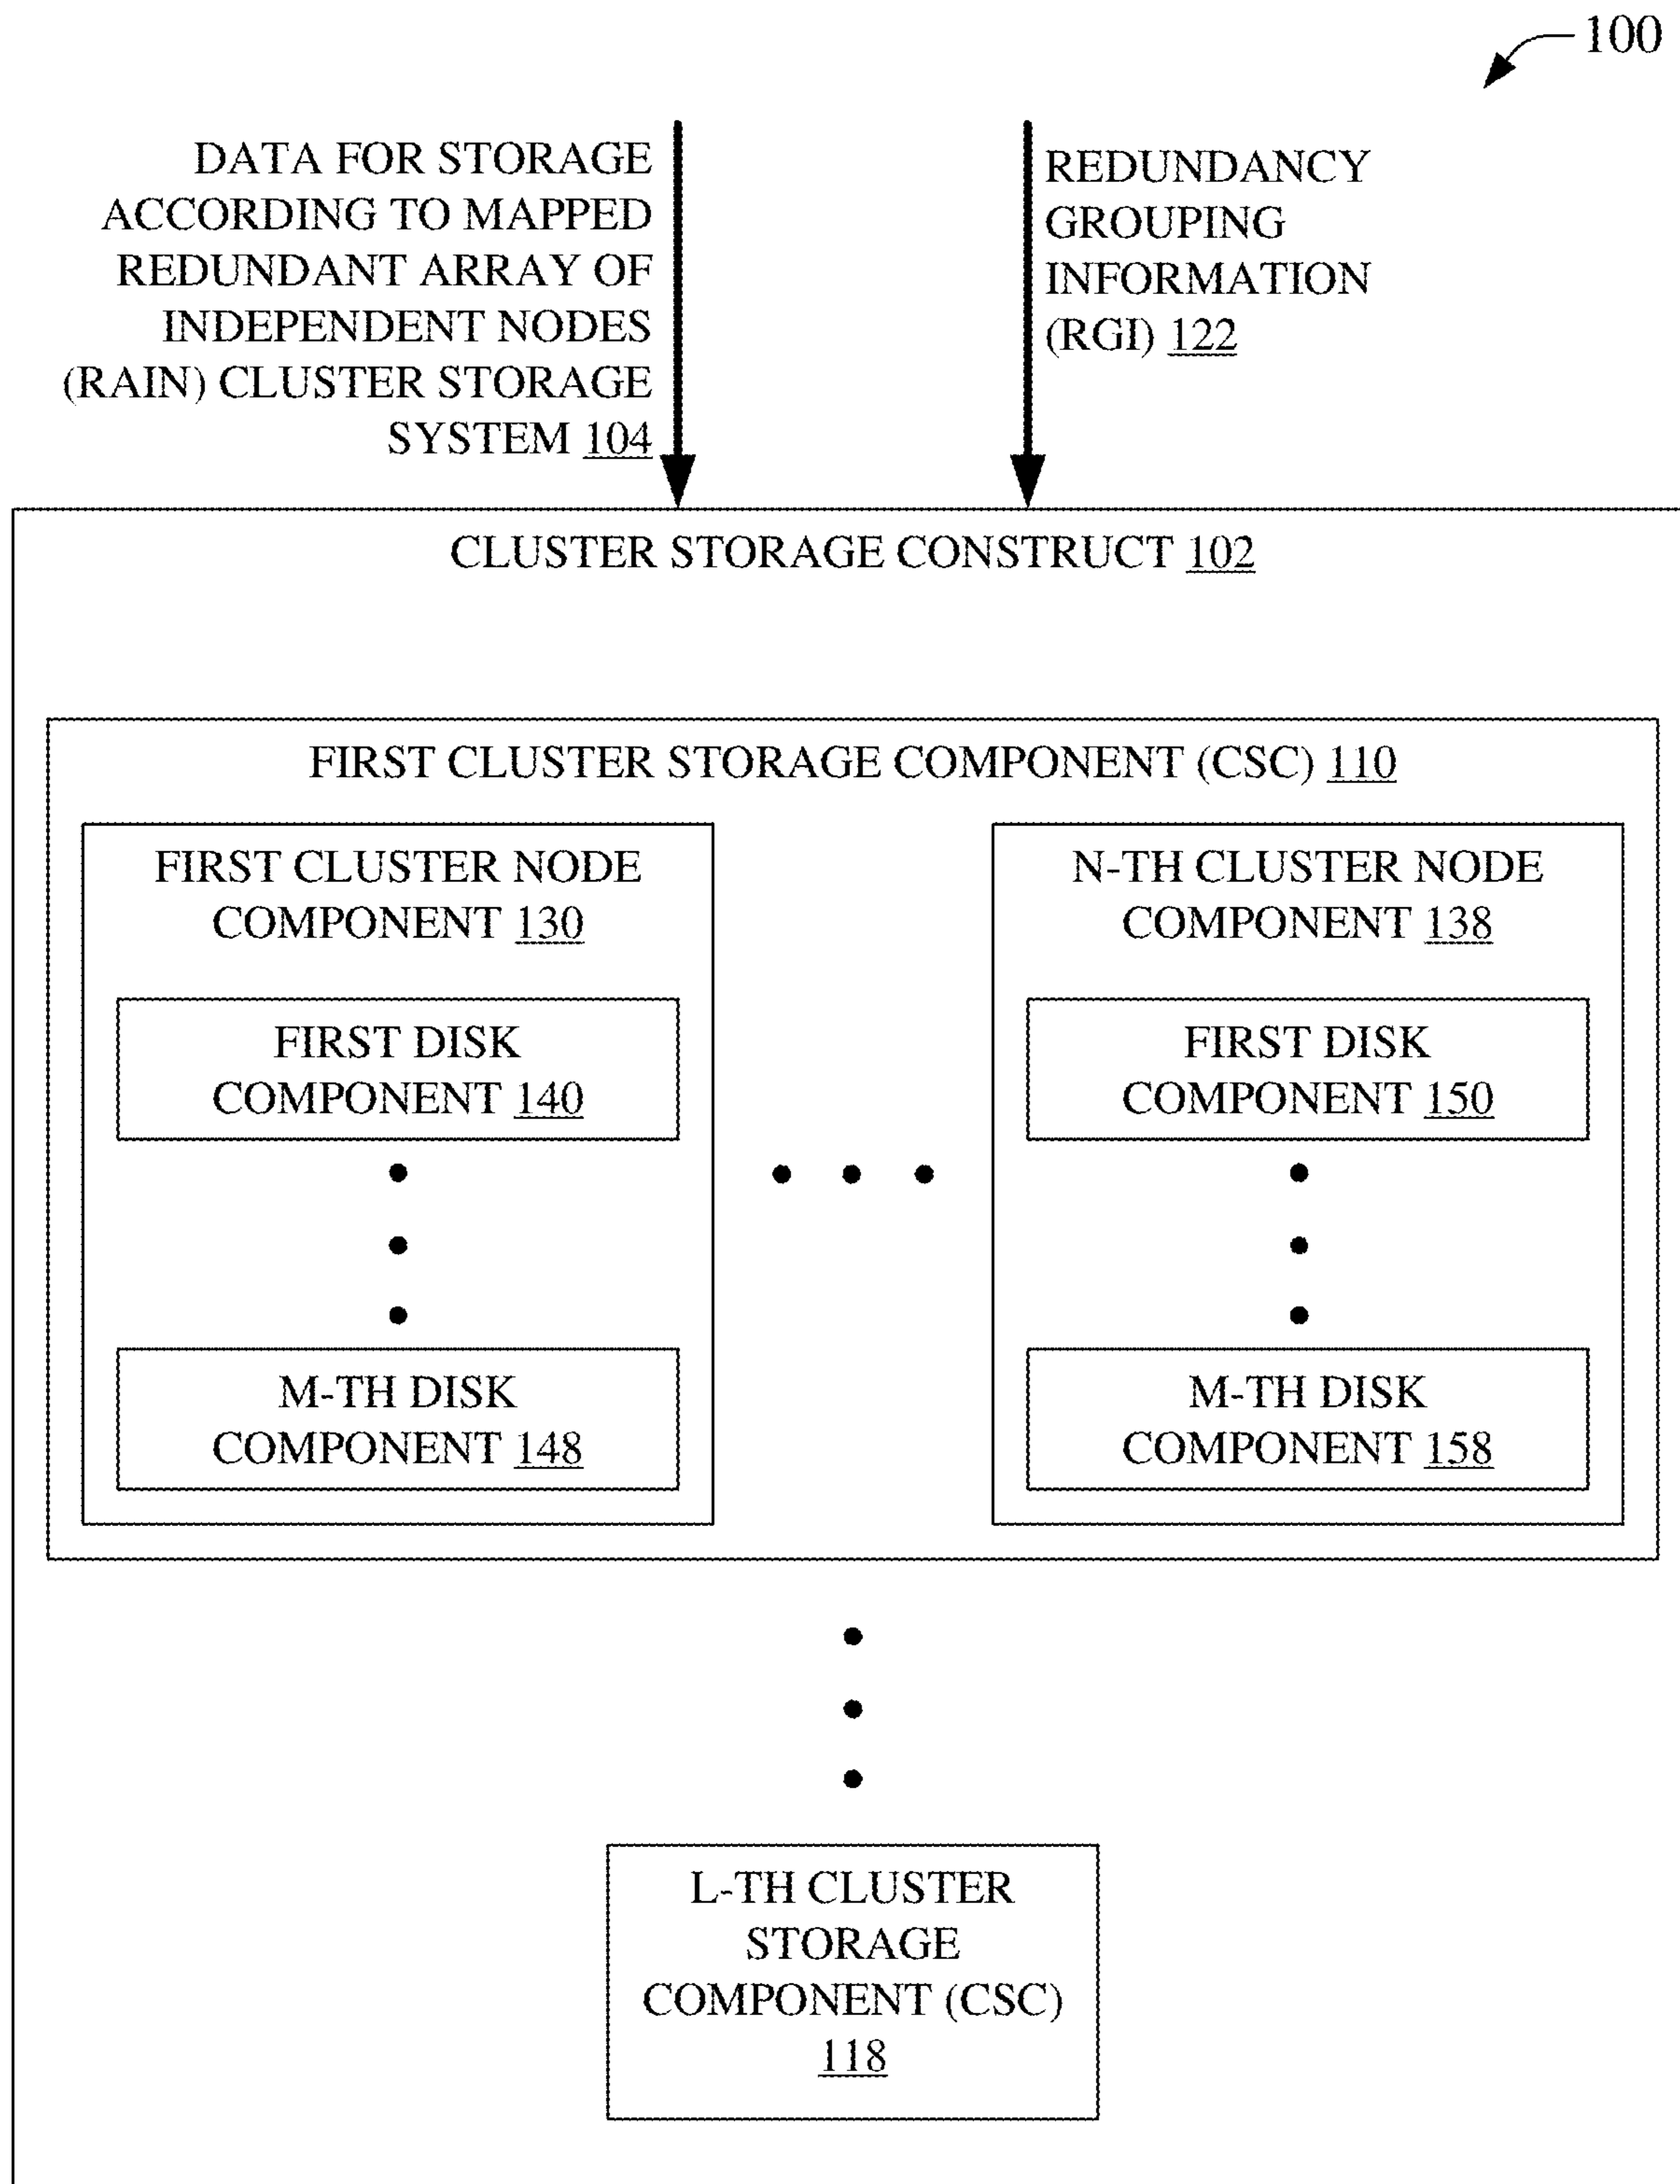 100
DATA FOR STORAGE
ACCORDING TO MAPPED
REDUNDANT ARRAY OF
INDEPENDENT NODES
(RAIN) CLUSTER STORAGE
SYSTEM 104
REDUNDANCY
GROUPING
INFORMATION
(RGI) 122
CLUSTER STORAGE CONSTRUCT 102
FIRST CLUSTER STORAGE COMPONENT (CSC) 110
FIRST CLUSTER NODE
COMPONENT 130
FIRST DISK
COMPONENT 140
M-TH DISK
COMPONENT 148
N-TH CLUSTER NODE
COMPONENT 138
FIRST DISK
COMPONENT 150
M-TH DISK
COMPONENT 158
L-TH CLUSTER
STORAGE
COMPONENT (CSC)
118